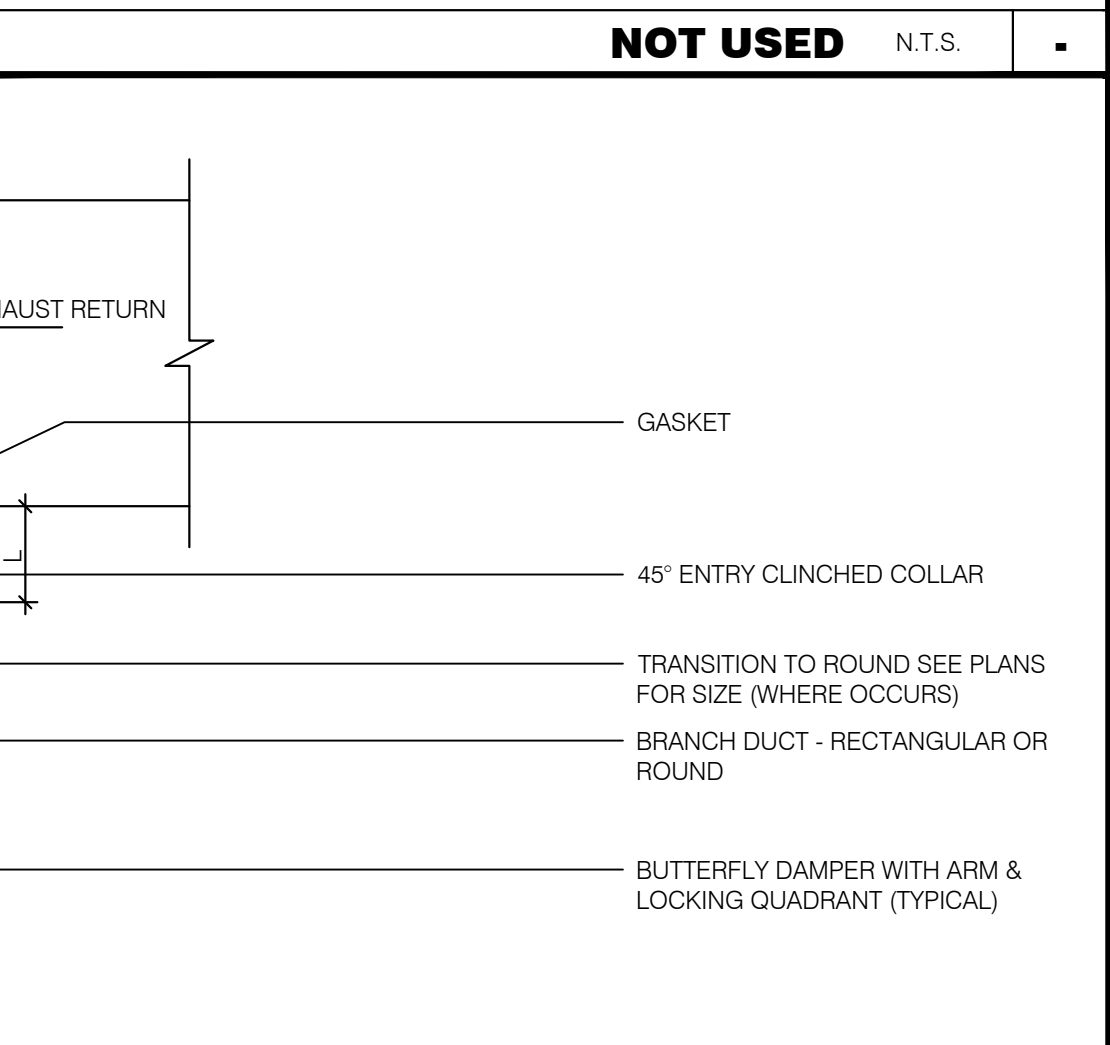 NOT USED N.T.S. -
RETURN
GASKET
L
45° ENTRY CLINCHED COLLAR
TRANSITION TO ROUND SEE PLANS
FOR SIZE (WHERE OCCURS)
BRANCH DUCT - RECTANGULAR OR
ROUND
BUTTERFLY DAMPER WITH ARM &
LOCKING QUADRANT (TYPICAL)